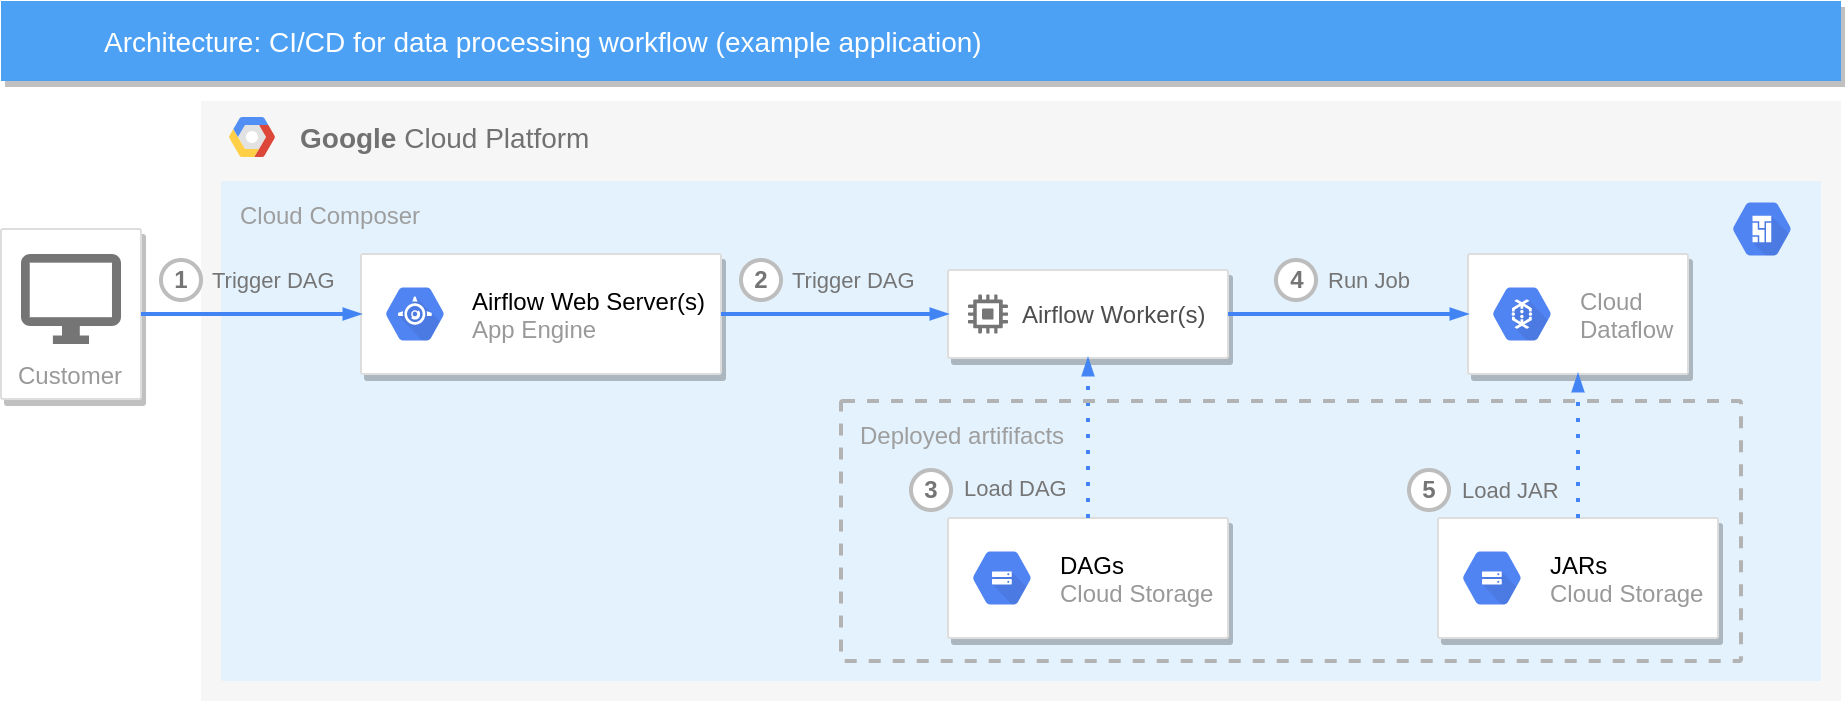 Architecture: CI/CD for data processing workflow (example application)
Google Cloud Platform
Cloud Composer
Customer
1 Trigger DAG
Airflow Web Server(s)
App Engine
2 Trigger DAG
Airflow Worker(s)
4 Run Job
Cloud
Dataflow
Deployed artififacts
3 Load DAG
DAGs
Cloud Storage
5 Load JAR
JARs
Cloud Storage